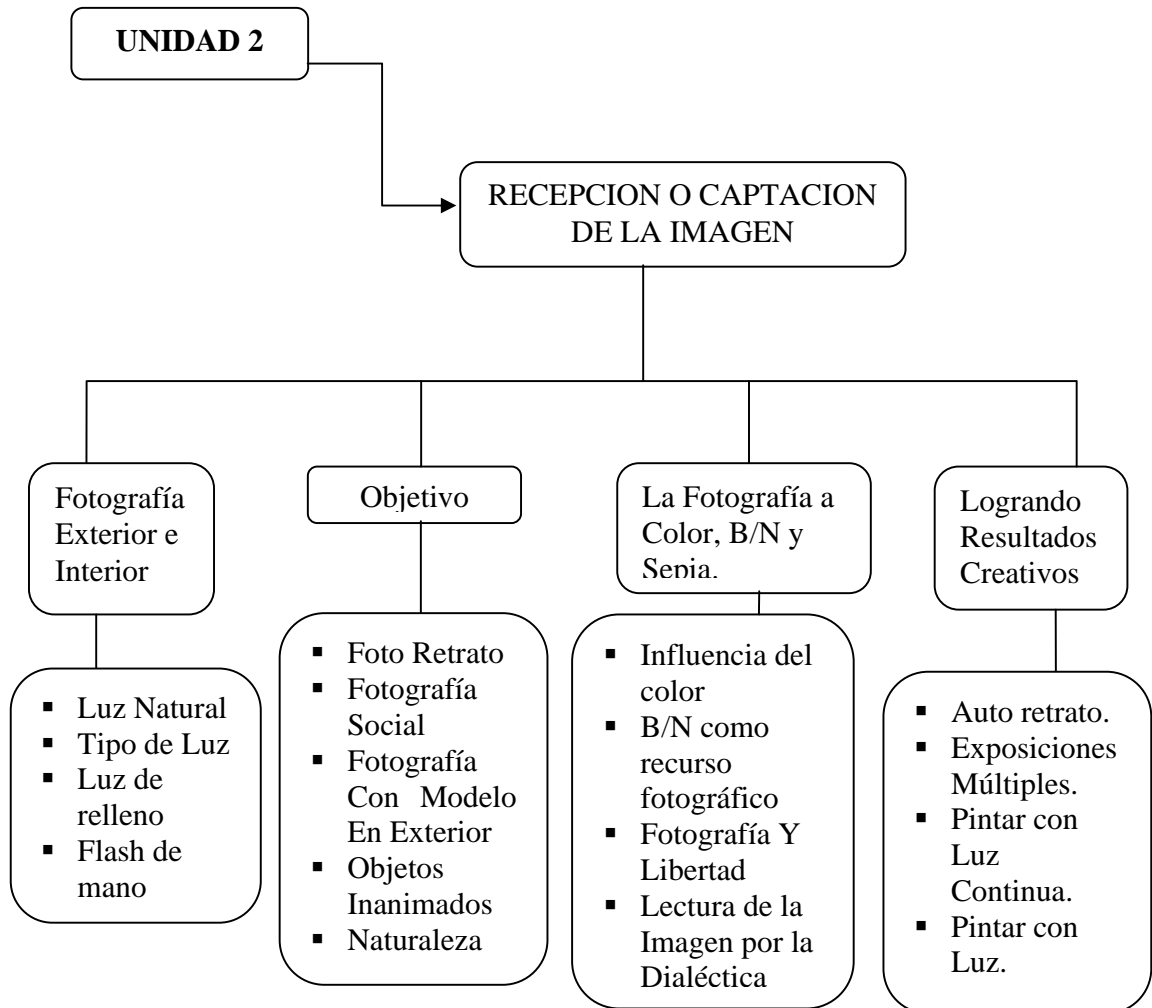 UNIDAD 2
RECEPCION O CAPTACION
DE LA IMAGEN
Fotografía
Exterior e
Interior
▪ Luz Natural
▪ Tipo de Luz
▪ Luz de
relleno
▪ Flash de
mano
Objetivo
▪ Foto Retrato
▪ Fotografía
Social
▪ Fotografía
Con Modelo
En Exterior
▪ Objetos
Inanimados
▪ Naturaleza
La Fotografía a
Color, B/N y
Sepia.
▪ Influencia del
color
▪ B/N como
recurso
fotográfico
▪ Fotografía Y
Libertad
▪ Lectura de la
Imagen por la
Dialéctica
Logrando
Resultados
Creativos
▪ Auto retrato.
▪ Exposiciones
Múltiples.
▪ Pintar con
Luz
Continua.
▪ Pintar con
Luz.